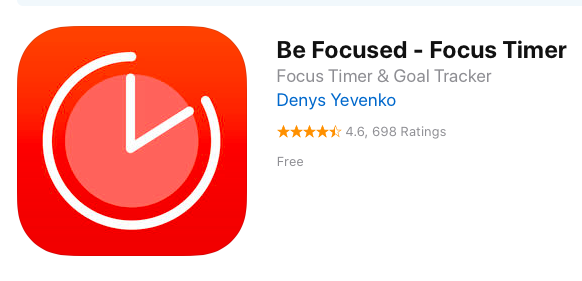 Be Focused - Focus Timer
Focus Timer & Goal Tracker
Denys Yevenko
4.6, 698 Ratings
Free